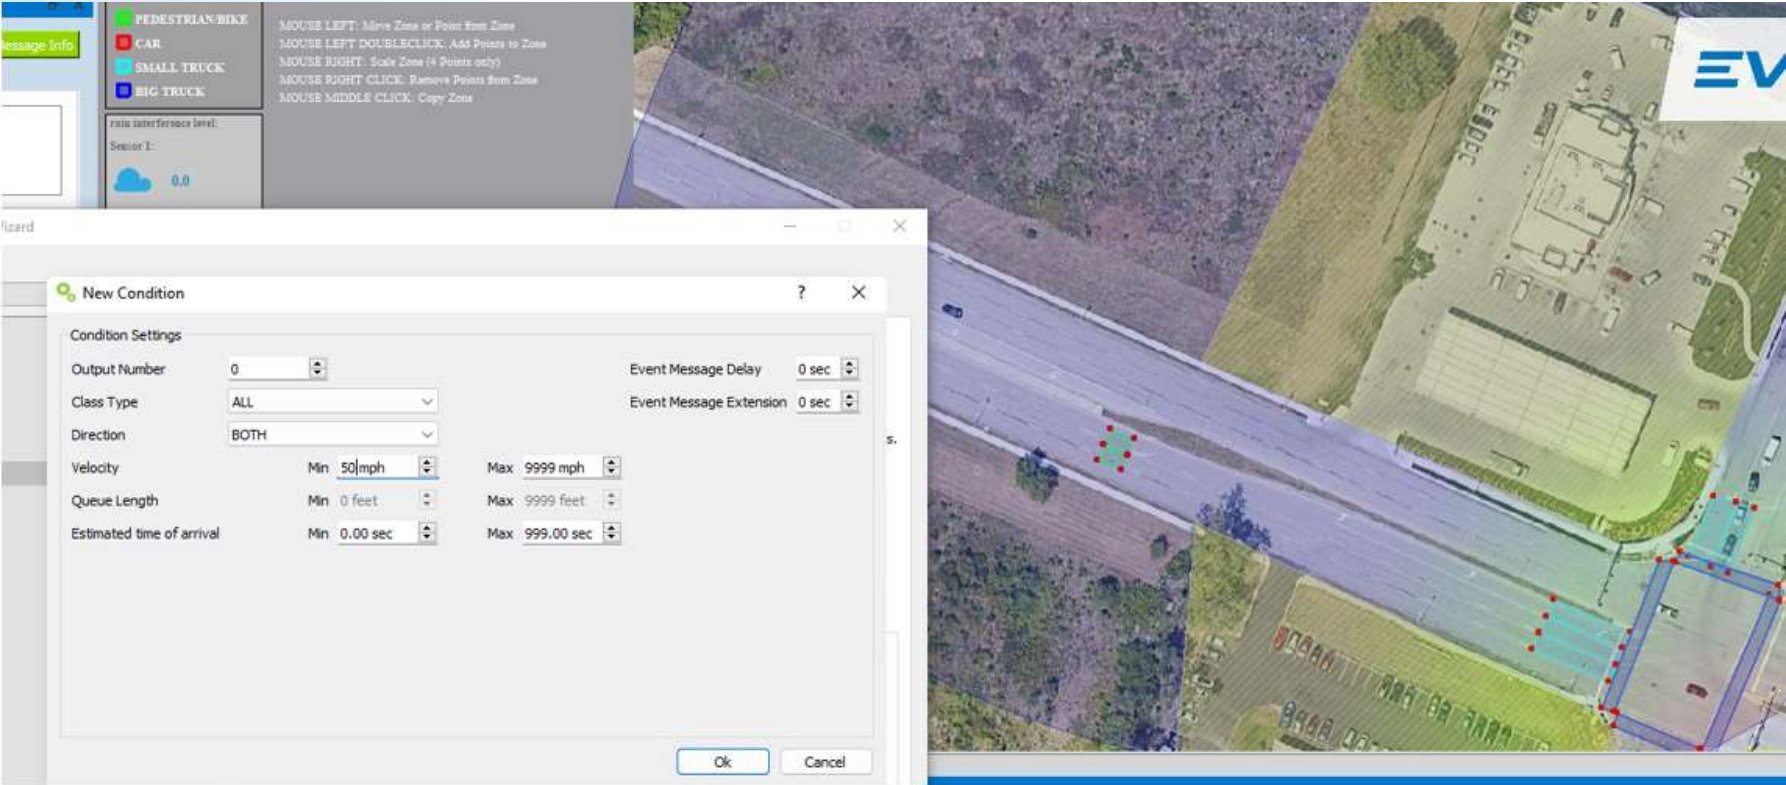 Message Info
PEDESTRIAN/BIKE
CAR
SMALL TRUCK
BIG TRUCK
rain interference level:
Sensor 1:
0.0
MOUSE LEFT: Move Zone or Point from Zone
MOUSE LEFT DOUBLECLICK: Add Points to Zone
MOUSE RIGHT: Scale Zone (4 Points only)
MOUSE RIGHT CLICK: Remove Points from Zone
MOUSE MIDDLE CLICK: Copy Zone
EV
Wizard
New Condition
?
Condition Settings
Output Number 0 Event Message Delay 0 sec
Class Type ALL Event Message Extension 0 sec
Direction BOTH
Velocity Min 50 mph Max 9999 mph
Queue Length Min 0 feet Max 9999 feet
Estimated time of arrival Min 0.00 sec Max 999.00 sec
s.
Ok Cancel